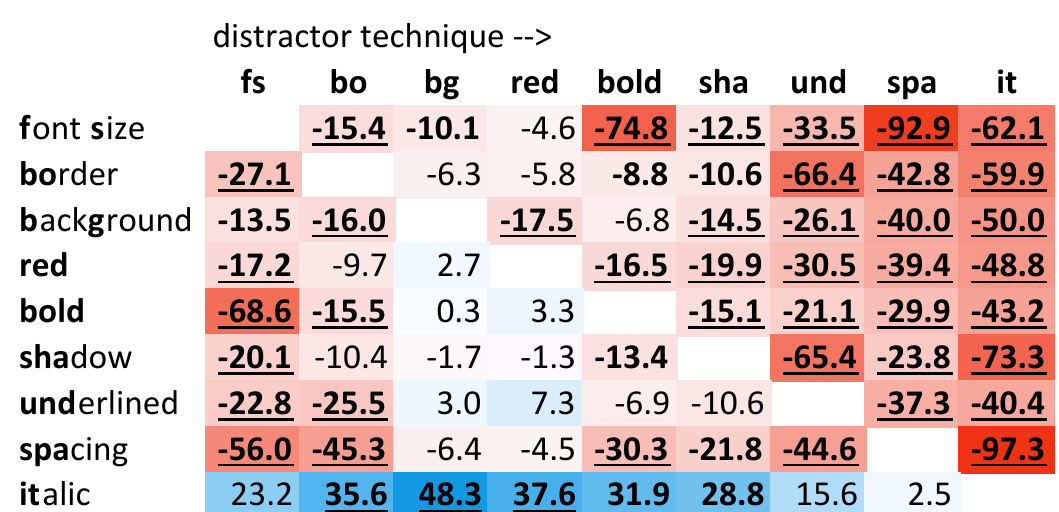 distractor technique -->
fs bo bg red bold sha und spa it
font size -15.4 -10.1 -4.6 -74.8 -12.5 -33.5 -92.9 -62.1
border -27.1 -6.3 -5.8 -8.8 -10.6 -66.4 -42.8 -59.9
background -13.5 -16.0 -17.5 -6.8 -14.5 -26.1 -40.0 -50.0
red -17.2 -9.7 2.7 -16.5 -19.9 -30.5 -39.4 -48.8
bold -68.6 -15.5 0.3 3.3 -15.1 -21.1 -29.9 -43.2
shadow -20.1 -10.4 -1.7 -1.3 -13.4 -65.4 -23.8 -73.3
underlined -22.8 -25.5 3.0 7.3 -6.9 -10.6 -37.3 -40.4
spacing -56.0 -45.3 -6.4 -4.5 -30.3 -21.8 -44.6 -97.3
italic 23.2 35.6 48.3 37.6 31.9 28.8 15.6 2.5